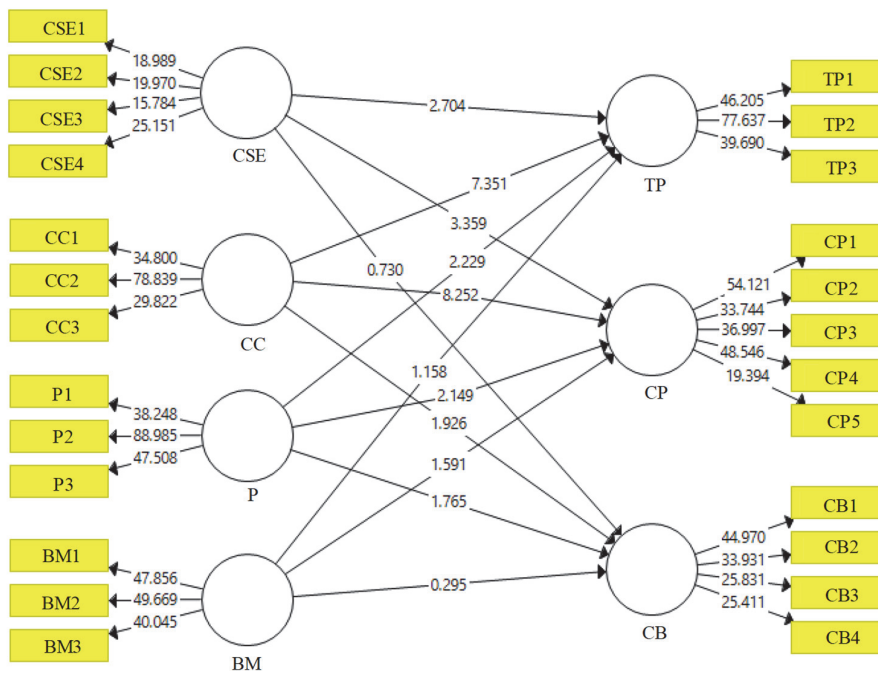 CSE1
CSE2
CSE3
CSE4
18.989
19.970
15.784
25.151
CSE
CC1
CC2
CC3
34.800
78.839
29.822
CC
P1
P2
P3
38.248
88.985
47.508
P
BM1
BM2
BM3
47.856
49.669
40.045
BM
2.704
7.351
3.359
2.229
0.730
8.252
1.158
2.149
1.926
1.591
1.765
0.295
TP
46.205
77.637
39.690
TP1
TP2
TP3
CP
54.121
33.744
36.997
48.546
19.394
CP1
CP2
CP3
CP4
CP5
CB
44.970
33.931
25.831
25.411
CB1
CB2
CB3
CB4